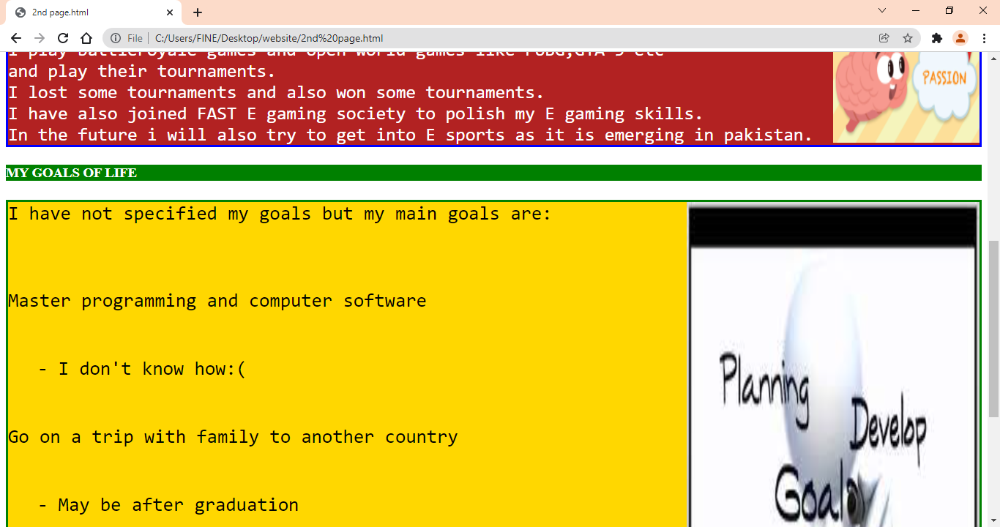 2nd page.html
File
C:/Users/FINE/Desktop/website/2nd%20page.html
I play battleroyale games and open world games like PUBG,GTA 5 etc
and play their tournaments.
I lost some tournaments and also won some tournaments.
I have also joined FAST E gaming society to polish my E gaming skills.
In the future i will also try to get into E sports as it is emerging in pakistan.
PASSION
MY GOALS OF LIFE
I have not specified my goals but my main goals are:
Master programming and computer software
- I don't know how:(
Go on a trip with family to another country
- May be after graduation
Planning
Develop
Goal